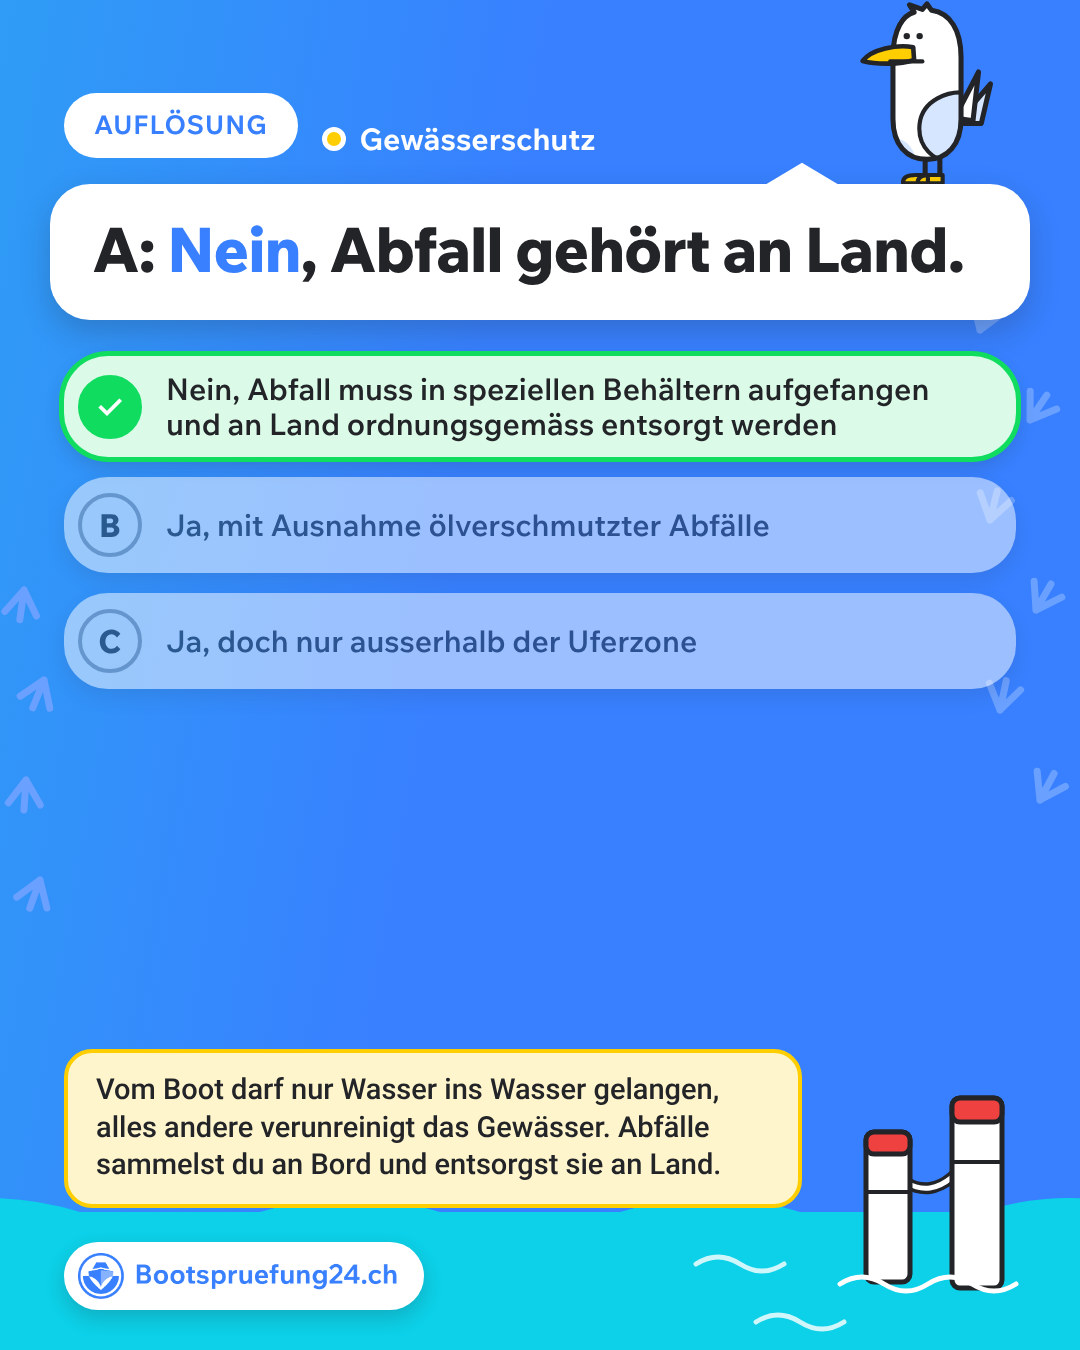 AUFLÖSUNG
Gewässerschutz
A: Nein, Abfall gehört an Land.
Nein, Abfall muss in speziellen Behältern aufgefangen
und an Land ordnungsgemäss entsorgt werden
B Ja, mit Ausnahme ölverschmutzter Abfälle
C Ja, doch nur ausserhalb der Uferzone
Vom Boot darf nur Wasser ins Wasser gelangen,
alles andere verunreinigt das Gewässer. Abfälle
sammelst du an Bord und entsorgst sie an Land.
Bootspruefung24.ch